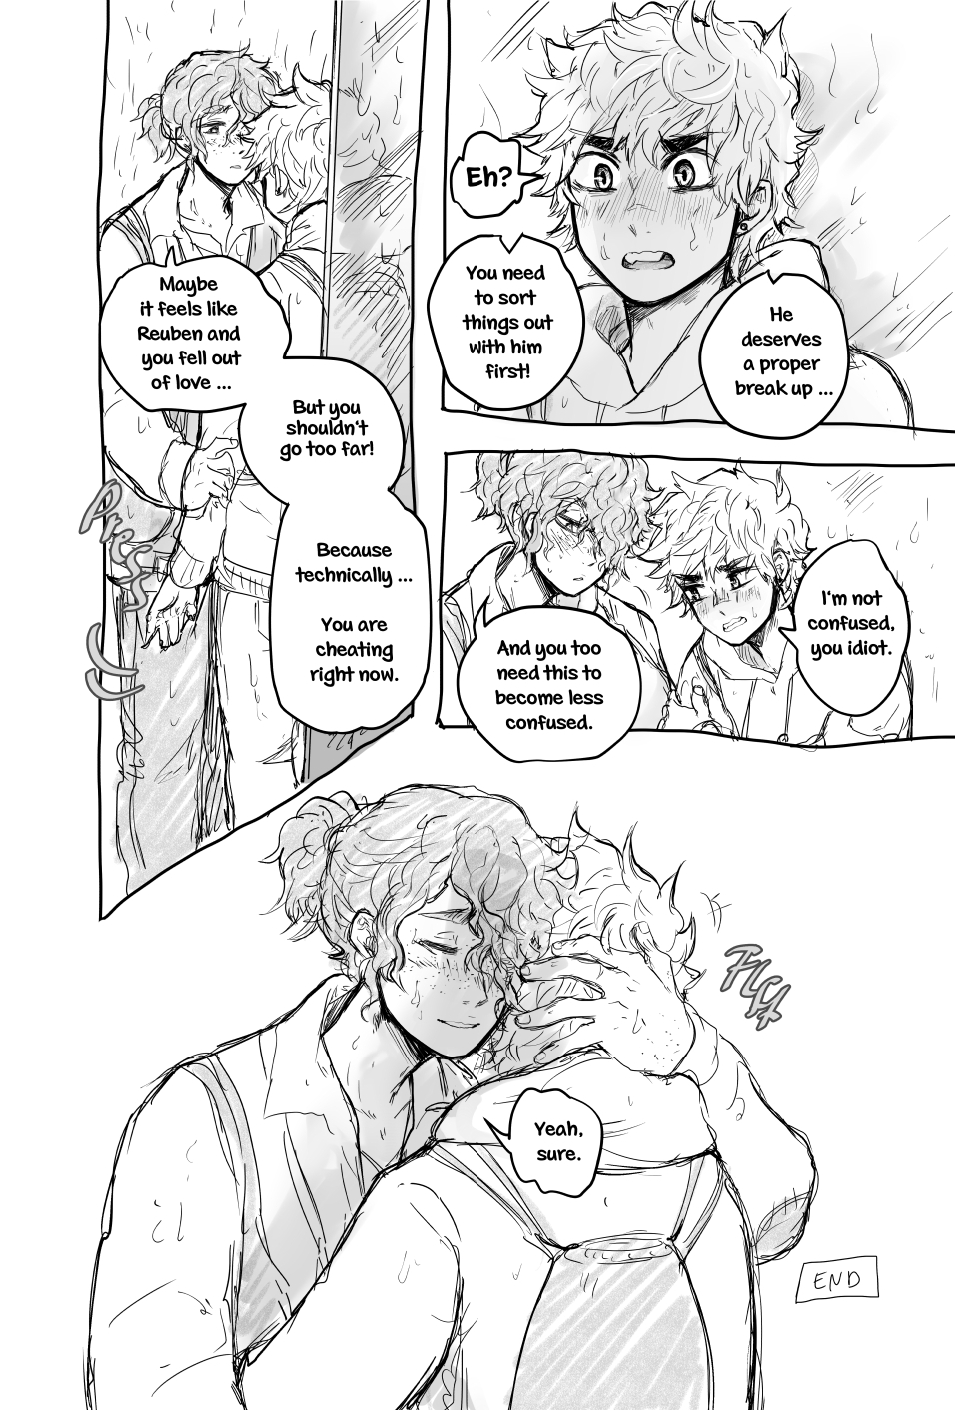 Maybe
it feels like
Reuben and
you fell out
of love ...
But you
shouldn't
go too far!
Because
technically ...
You are
cheating
right now.
Press
Eh?
You need
to sort
things out
with him
first!
He
deserves
a proper
break up ...
And you too
need this to
become less
confused.
I'm not
confused,
you idiot.
Yeah,
sure.
END